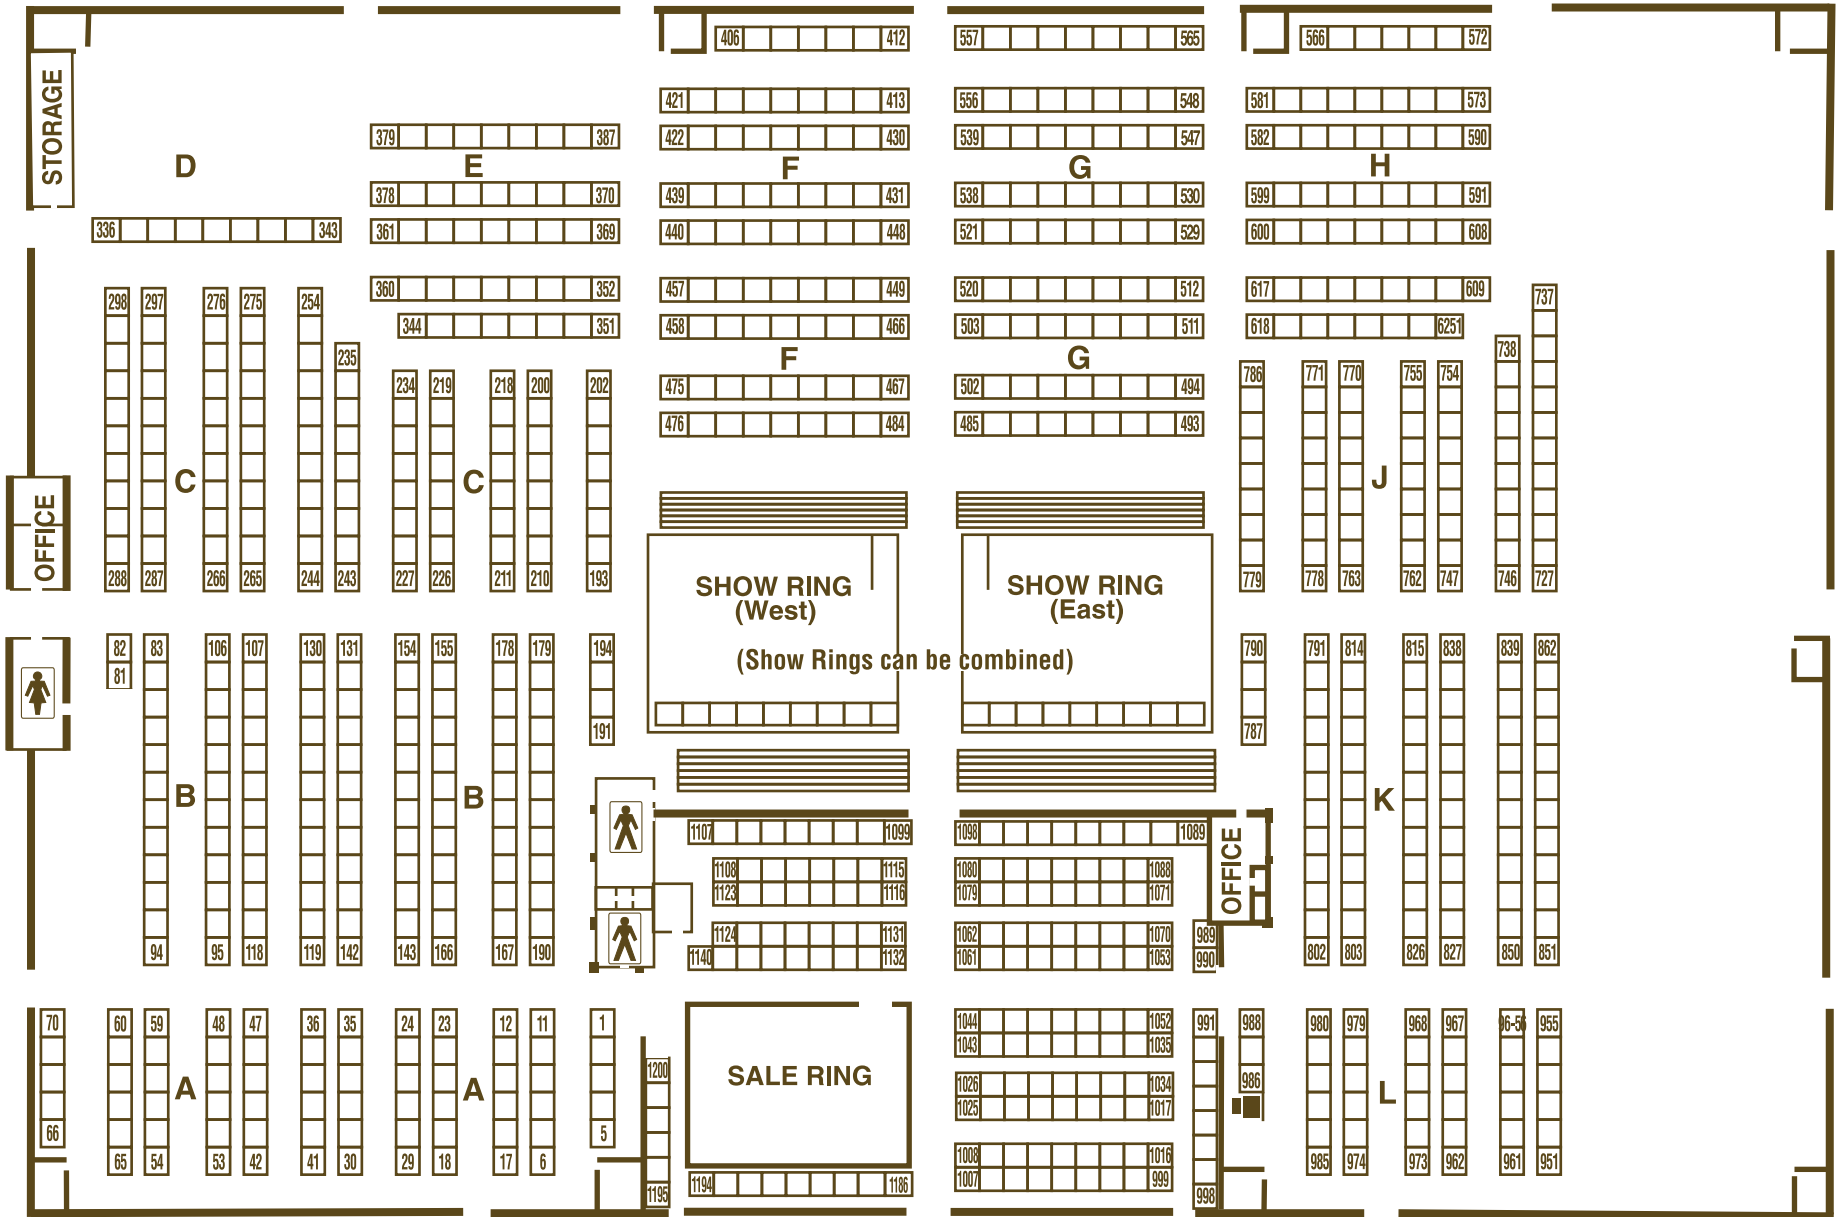 406 412 557 565 566 572
STORAGE
421 413 556 548 581 573
379 387 422 430 539 547 582 590
D E F G H
378 370 439 431 538 530 599 591
336 343 361 369 440 448 521 529 600 608
360 352 457 449 520 512 617 609
298 297 276 275 254 737
344 351 458 466 503 511 618 6251
235 738
F G
234 219 218 200 202 475 467 502 494 786 771 770 755 754
476 484 485 493
C C J
OFFICE
288 287 266 265 244 243 227 226 211 210 193 779 778 763 762 747 746 727
SHOW RING
(West)
SHOW RING
(East)
82 83 106 107 130 131 154 155 178 179 194 790 791 814 815 838 839 862
(Show Rings can be combined)
81
191 787
B B K
1107 1099 1098 1089
OFFICE
1108 1115 1080 1088
1123 1116 1079 1071
1124 1131 1062 1070 989
94 95 118 119 142 143 166 167 190 1140 1132 1061 1053 990 802 803 826 827 850 851
70 60 59 48 47 36 35 24 23 12 11 1 1044 1052 991 988 980 979 968 967 96-56 955
1043 1035
1200
SALE RING
A A L
1026 1034 986
1025 1017
66 5
65 54 53 42 41 30 29 18 17 6 1008 1016 985 974 973 962 961 951
1195 1194 1186 1007 999 998